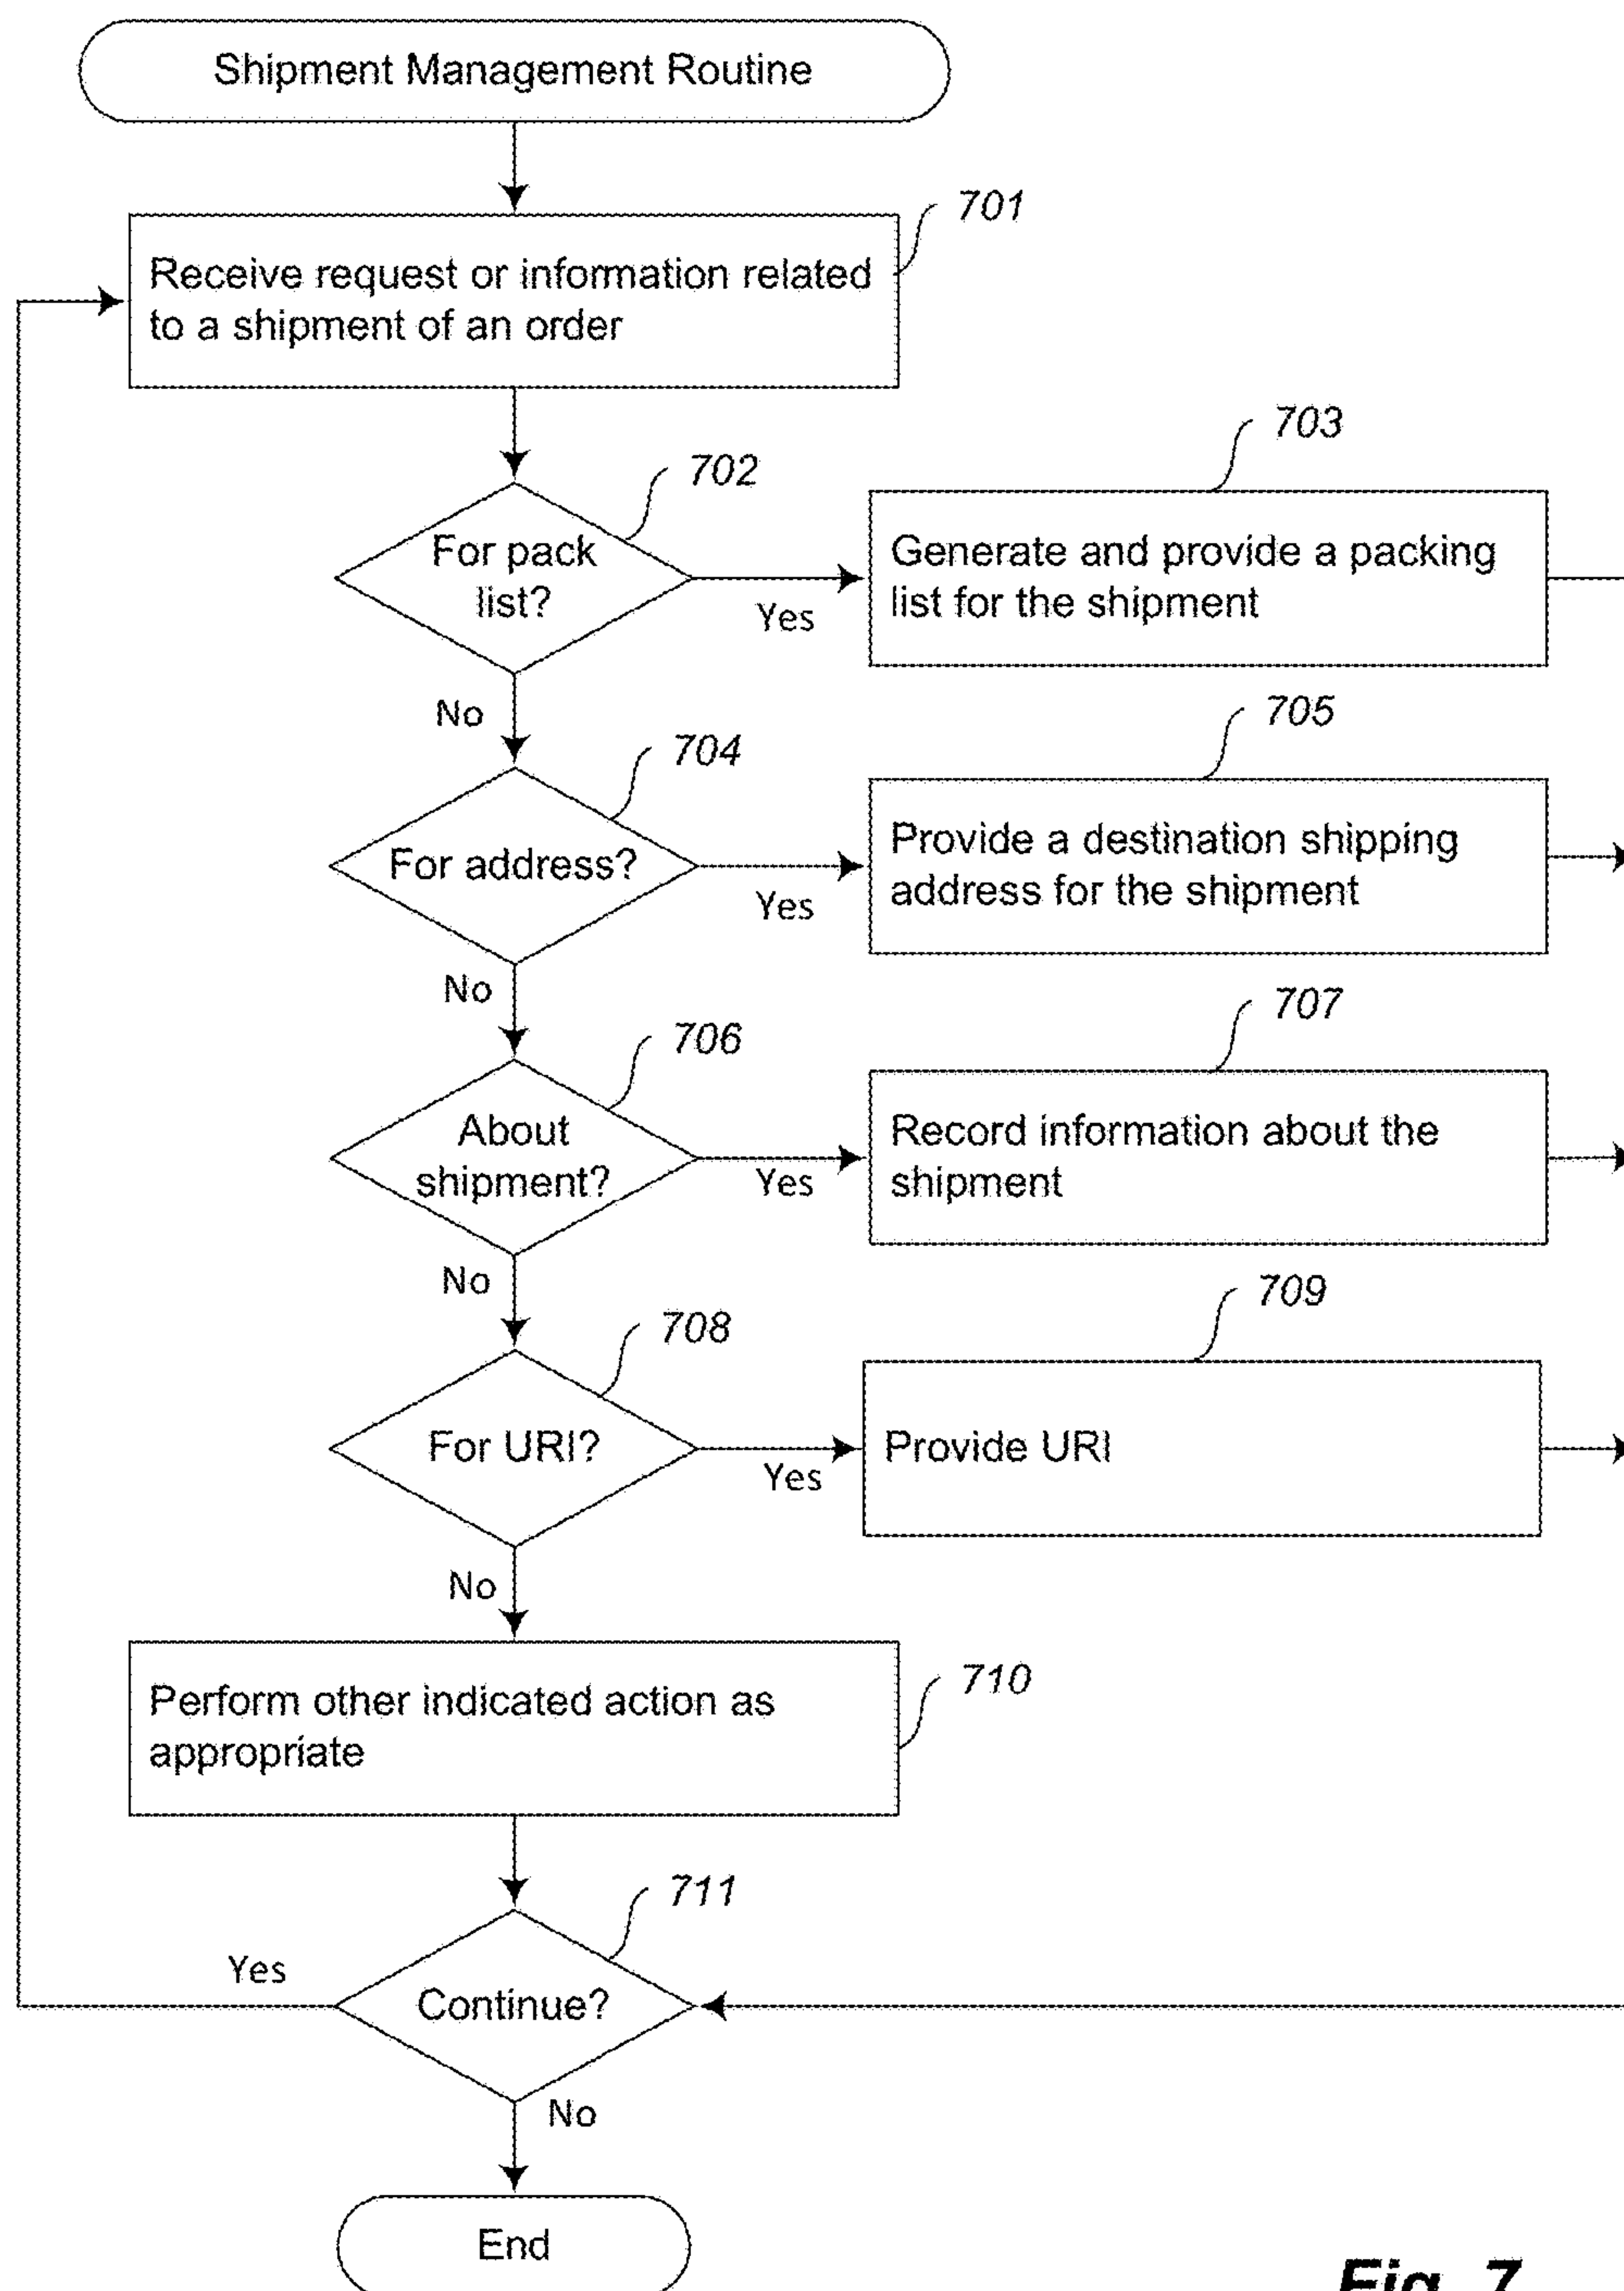 Shipment Management Routine
701
Receive request or information related
to a shipment of an order
702
For pack
list?
Yes
703
Generate and provide a packing
list for the shipment
No
704
For address?
Yes
705
Provide a destination shipping
address for the shipment
No
706
About
shipment?
Yes
707
Record information about the
shipment
No
708
For URI?
Yes
709
Provide URI
No
710
Perform other indicated action as
appropriate
711
Continue?
Yes
No
End
Fig. 7